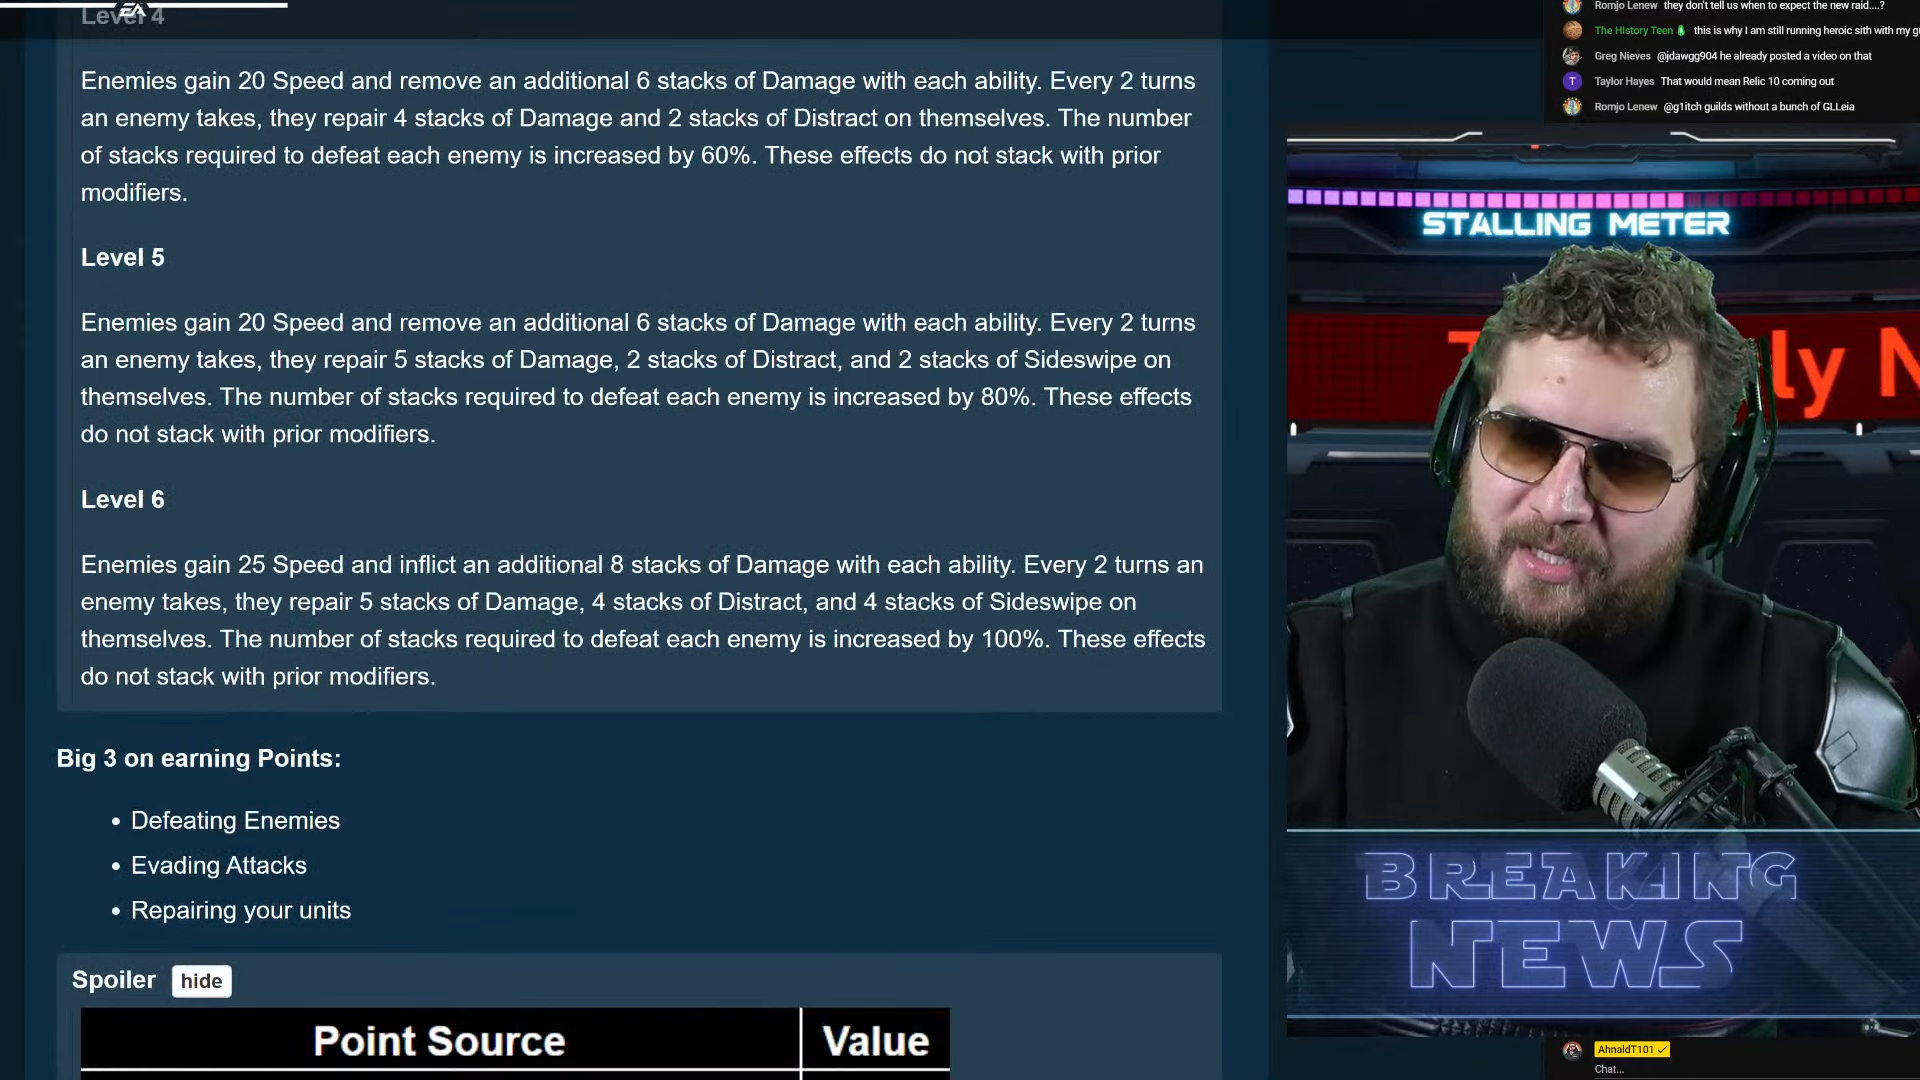 EA
Level 4
Enemies gain 20 Speed and remove an additional 6 stacks of Damage with each ability. Every 2 turns
an enemy takes, they repair 4 stacks of Damage and 2 stacks of Distract on themselves. The number
of stacks required to defeat each enemy is increased by 60%. These effects do not stack with prior
modifiers.
Level 5
Enemies gain 20 Speed and remove an additional 6 stacks of Damage with each ability. Every 2 turns
an enemy takes, they repair 5 stacks of Damage, 2 stacks of Distract, and 2 stacks of Sideswipe on
themselves. The number of stacks required to defeat each enemy is increased by 80%. These effects
do not stack with prior modifiers.
Level 6
Enemies gain 25 Speed and inflict an additional 8 stacks of Damage with each ability. Every 2 turns an
enemy takes, they repair 5 stacks of Damage, 4 stacks of Distract, and 4 stacks of Sideswipe on
themselves. The number of stacks required to defeat each enemy is increased by 100%. These effects
do not stack with prior modifiers.
Big 3 on earning Points:
• Defeating Enemies
• Evading Attacks
• Repairing your units
Spoiler hide
Point Source Value
Romjo Lenew they don't tell us when to expect the new raid....?
The History Teen this is why I am still running heroic sith with my
Greg Nieves @jdawgg904 he already posted a video on that
T Taylor Hayes That would mean Relic 10 coming out
Romjo Lenew @g1itch guilds without a bunch of GLLeia
STALLING METER
BREAKING
NEWS
AhnaldT101
Chat...